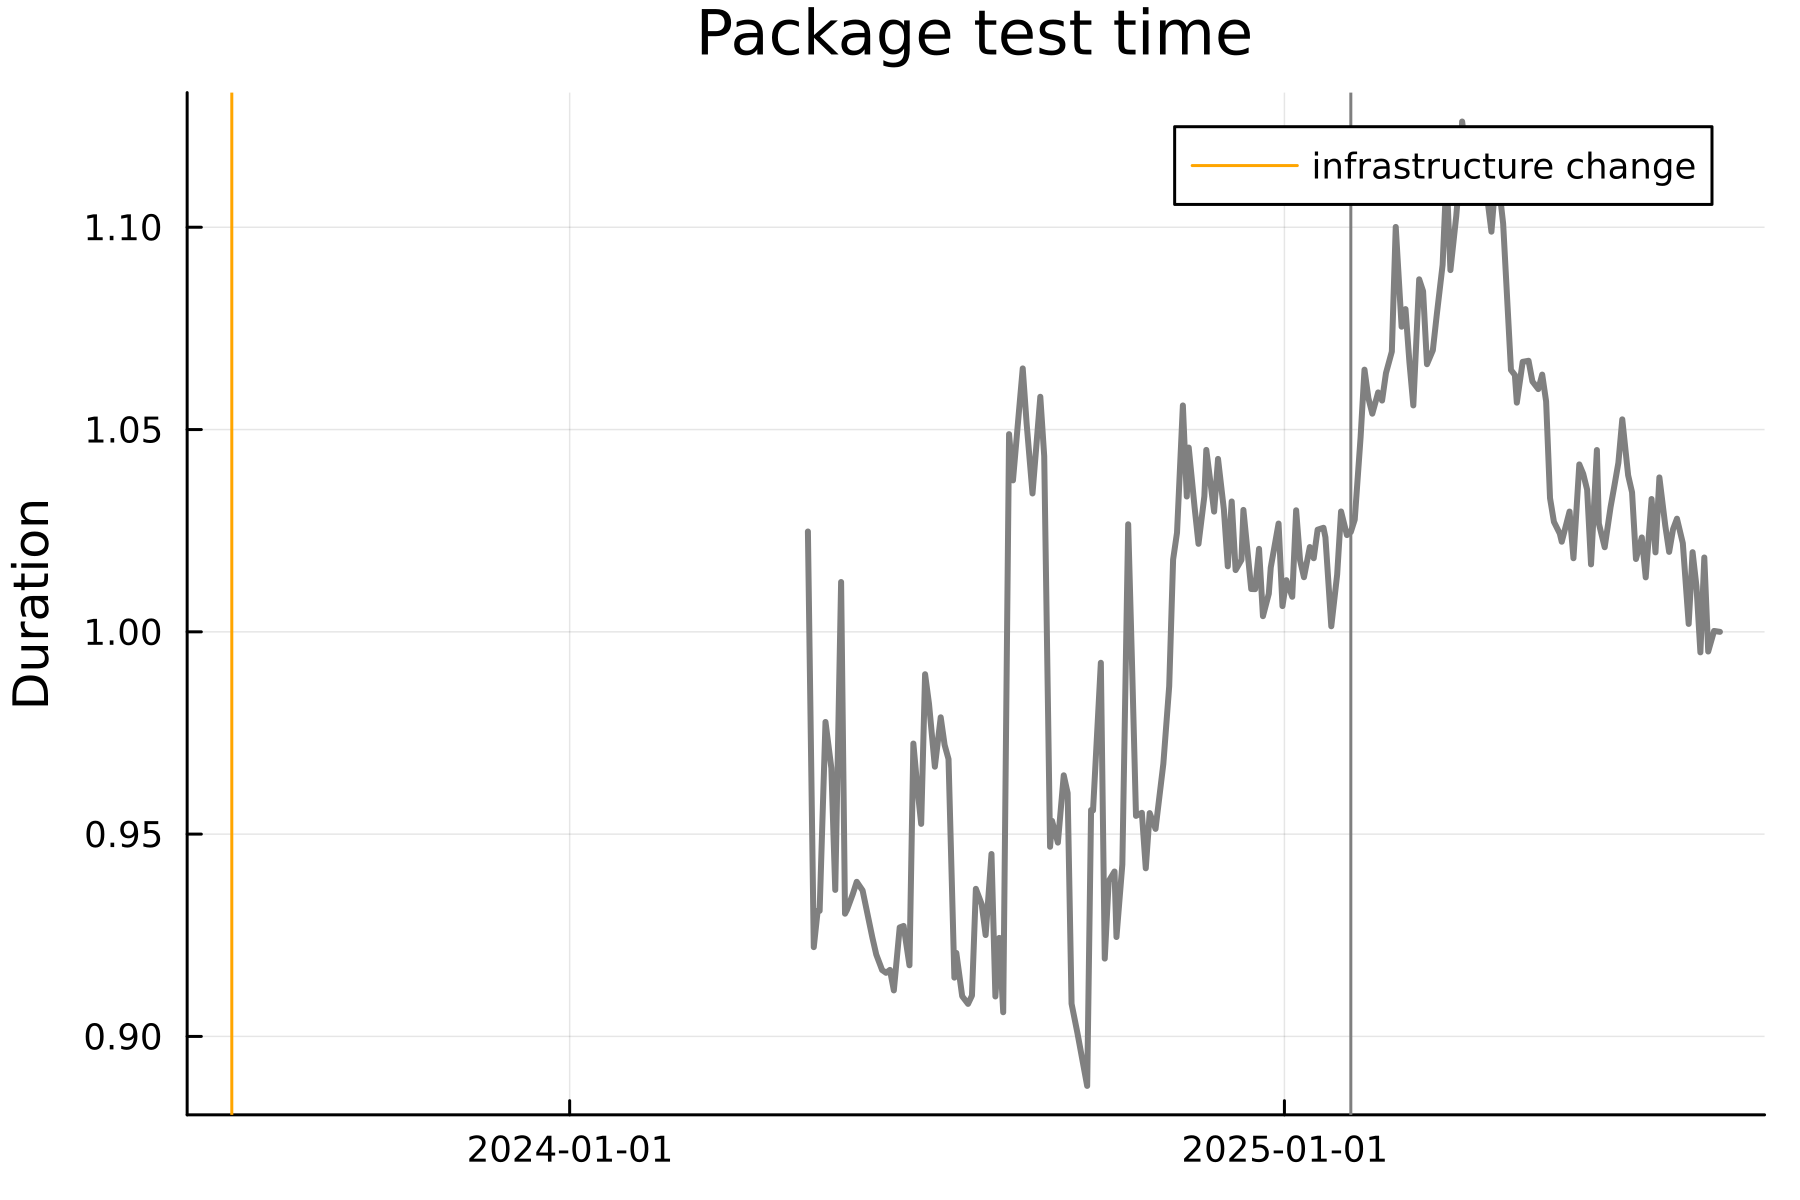 Package test time
infrastructure change
Duration
1.10
1.05
1.00
0.95
0.90
2024-01-01
2025-01-01